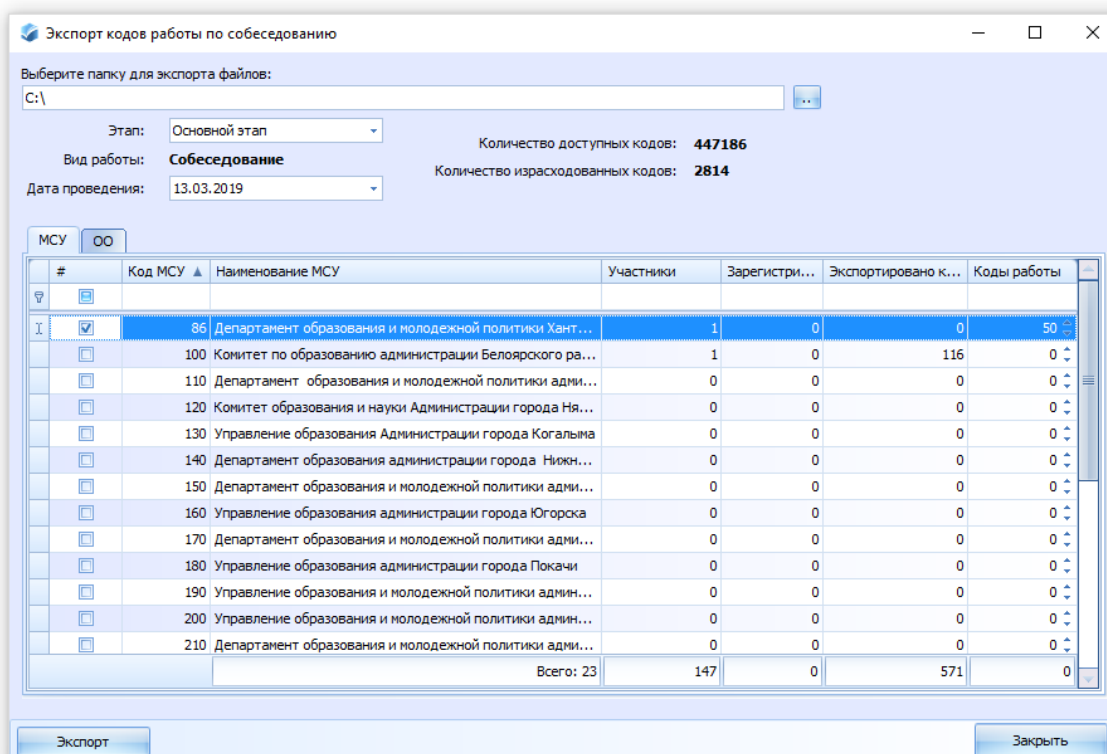 Экспорт кодов работы по собеседованию
Выберите папку для экспорта файлов:
C:\
..
Этап: Основной этап
Количество доступных кодов: 447186
Вид работы: Собеседование
Количество израсходованных кодов: 2814
Дата проведения: 13.03.2019
МСУ ОО
# Код МСУ Наименование МСУ Участники Зарегистри... Экспортировано к... Коды работы
86 Департамент образования и молодежной политики Хант... 1 0 0 50
100 Комитет по образованию администрации Белоярского ра... 1 0 116 0
110 Департамент образования и молодежной политики адми... 0 0 0 0
120 Комитет образования и науки Администрации города Ня... 0 0 0 0
130 Управление образования Администрации города Когалыма 0 0 0 0
140 Департамент образования администрации города Нижн... 0 0 0 0
150 Департамент образования и молодежной политики адми... 0 0 0 0
160 Управление образования администрации города Югорска 0 0 0 0
170 Департамент образования и молодежной политики адми... 0 0 0 0
180 Управление образования администрации города Покачи 0 0 0 0
190 Управление образования и молодежной политики админ... 0 0 0 0
200 Управление образования и молодежной политики админ... 0 0 0 0
210 Департамент образования и молодежной политики адми... 0 0 0 0
Всего: 23 147 0 571 0
Экспорт Закрыть